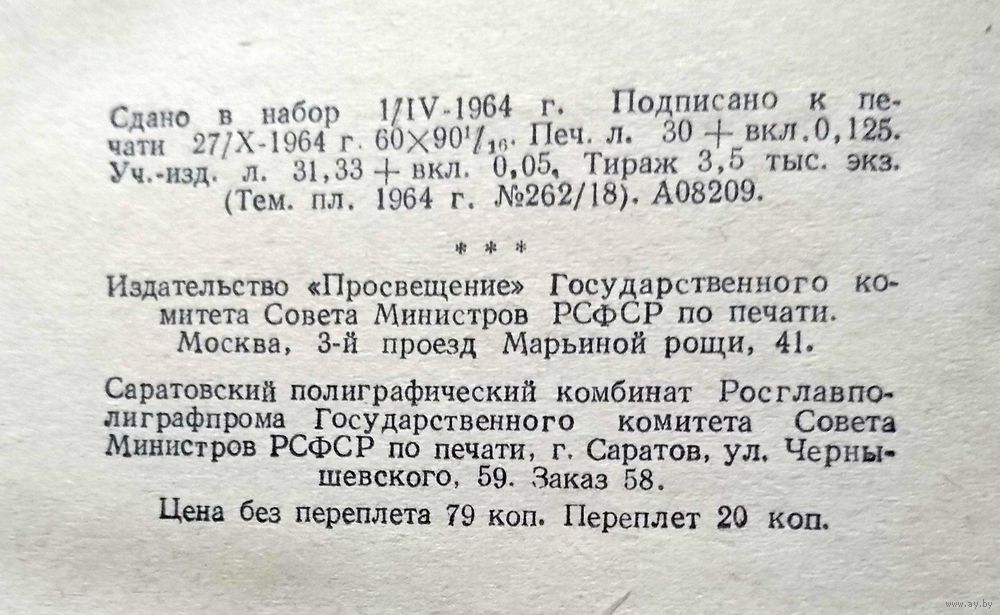 Сдано в набор 1/IV-1964 г. Подписано к пе-
чати 27/X-1964 г. 60×90¹/₁₆. Печ. л. 30 + вкл. 0,125.
Уч.-изд. л. 31,33 + вкл. 0,05, Тираж 3,5 тыс. экз.
(Тем. пл. 1964 г. №262/18). А08209.
* * *
Издательство «Просвещение» Государственного ко-
митета Совета Министров РСФСР по печати.
Москва, 3-й проезд Марьиной рощи, 41.
Саратовский полиграфический комбинат Росглавпо-
лиграфпрома Государственного комитета Совета
Министров РСФСР по печати, г. Саратов, ул. Черны-
шевского, 59. Заказ 58.
Цена без переплета 79 коп. Переплет 20 коп.
www.ay.by